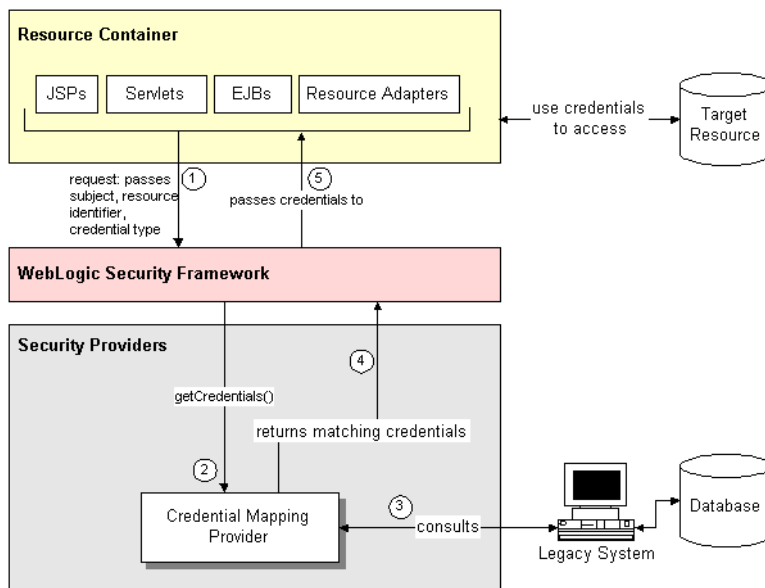 Resource Container
JSPs
Servlets
EJBs
Resource Adapters
use credentials
to access
Target
Resource
1
request: passes
subject, resource
identifier,
credential type
5
passes credentials to
WebLogic Security Framework
Security Providers
4
getCredentials()
returns matching credentials
2
Credential Mapping
Provider
3
consults
Legacy System
Database